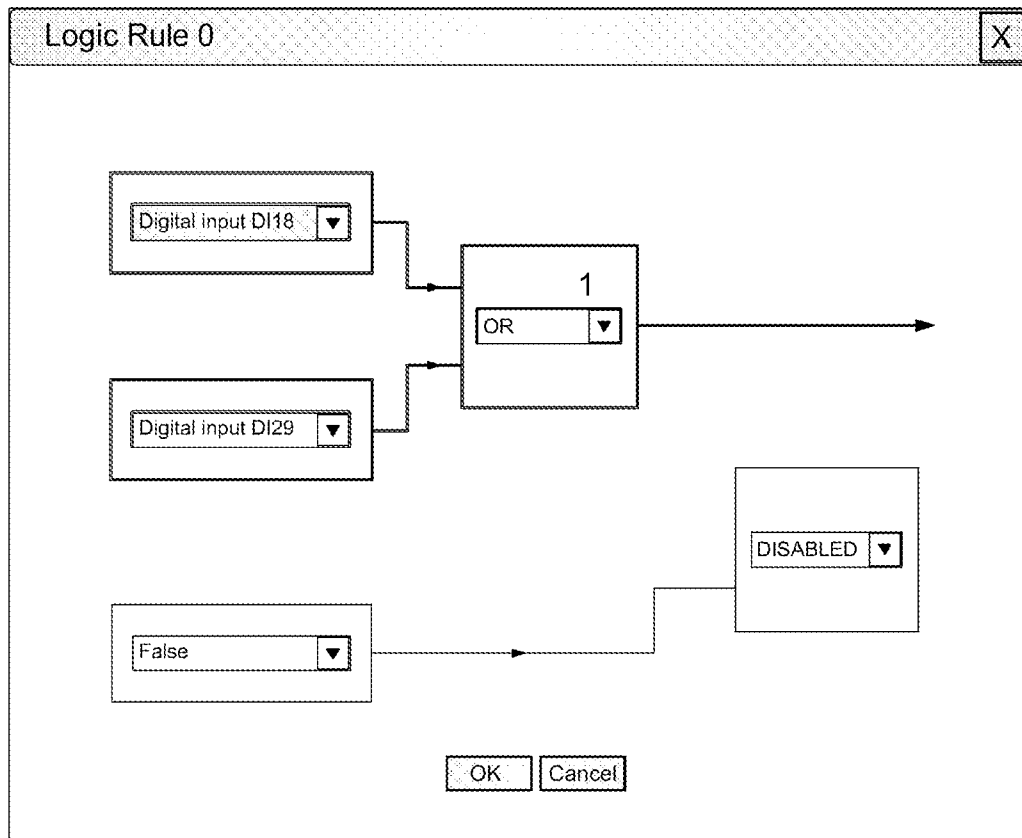 Logic Rule 0
X
Digital input DI18
1
OR
Digital input DI29
DISABLED
False
OK
Cancel